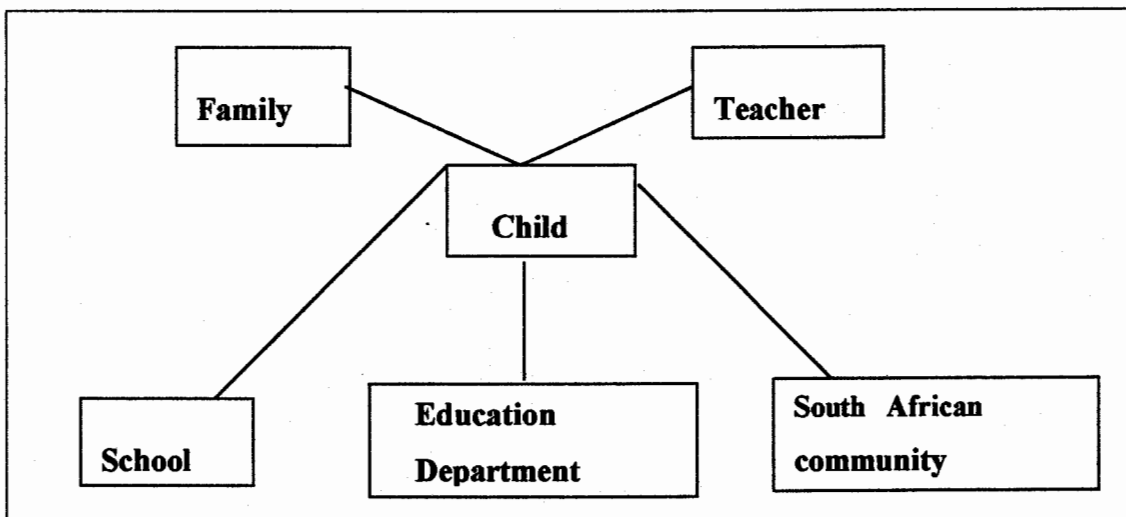 Family
Teacher
Child
School
Education
Department
South African
community